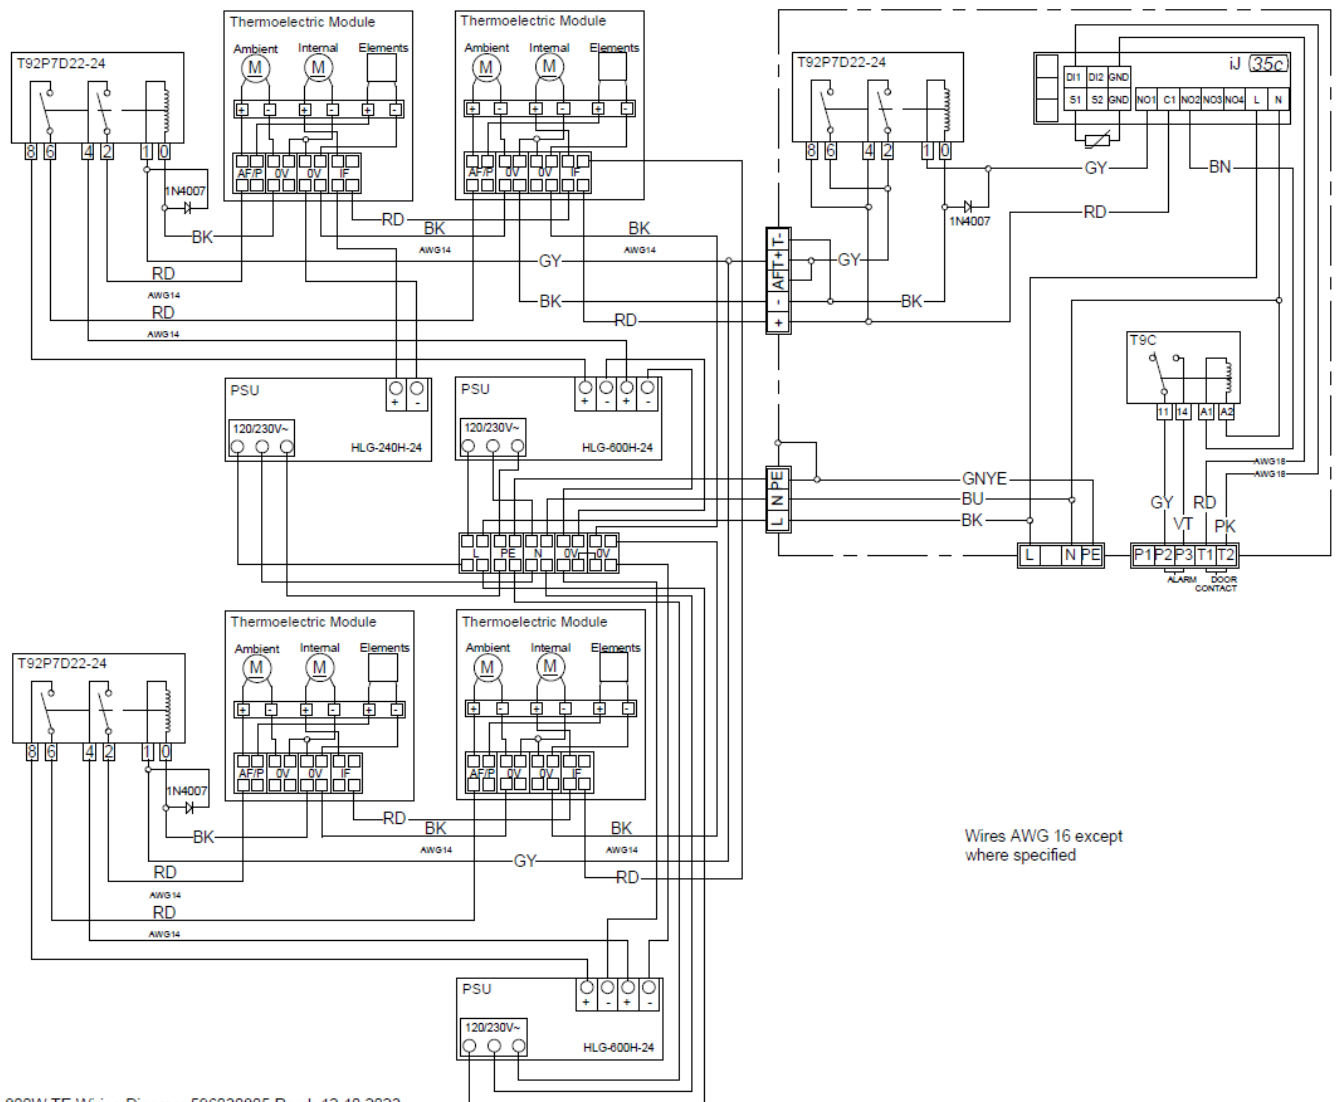 Thermoelectric Module
Ambient Internal Elements
M M
+ - + - + -
AF/P 0V 0V IF
Thermoelectric Module
Ambient Internal Elements
M M
+ - + - + -
AF/P 0V 0V IF
T92P7D22-24
8 6 4 2 1 0
1N4007
BK
RD
AWG14
RD
AWG14
RD
BK
AWG14
BK
AWG14
GY
BK
RD
T92P7D22-24
8 6 4 2 1 0
1N4007
iJ 35c
DI1 DI2 GND
S1 S2 GND NO1 C1 NO2 NO3 NO4 L N
GY
BN
RD
T-
T+
AF
-
+
GY
BK
T9C
11 14 A1 A2
AWG18
AWG18
GY
VT
RD
PK
PSU
120/230V~
+ -
HLG-240H-24
PSU
120/230V~
+ - + -
HLG-600H-24
PE
N
L
GNYE
BU
BK
L N PE
P1 P2 P3 T1 T2
ALARM
DOOR
CONTACT
L PE N 0V 0V
Thermoelectric Module
Ambient Internal Elements
M M
+ - + - + -
AF/P 0V 0V IF
Thermoelectric Module
Ambient Internal Elements
M M
+ - + - + -
AF/P 0V 0V IF
T92P7D22-24
8 6 4 2 1 0
1N4007
BK
RD
AWG14
RD
AWG14
RD
BK
AWG14
BK
AWG14
GY
RD
PSU
120/230V~
+ - + -
HLG-600H-24
Wires AWG 16 except
where specified